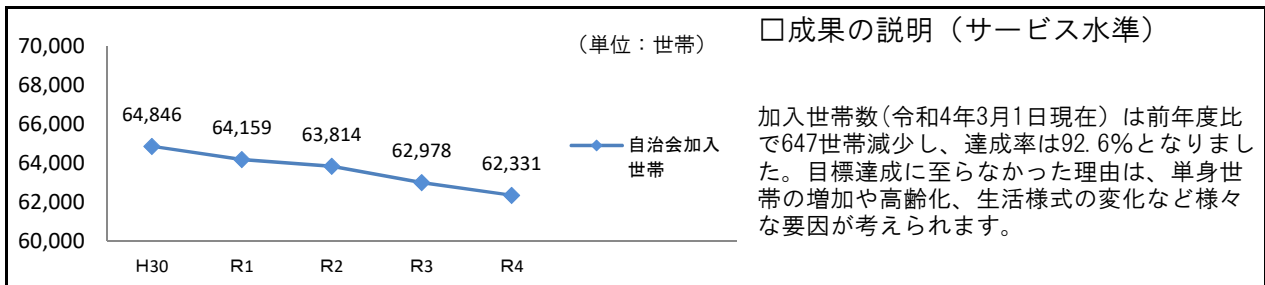 70,000
68,000
66,000
64,000
62,000
60,000
（単位：世帯）
64,846
64,159
63,814
62,978
62,331
H30
R1
R2
R3
R4
自治会加入
世帯
□成果の説明（サービス水準）
加入世帯数(令和4年3月1日現在）は前年度比
で647世帯減少し、達成率は92.6%となりまし
た。目標達成に至らなかった理由は、単身世
帯の増加や高齢化、生活様式の変化など様々
な要因が考えられます。